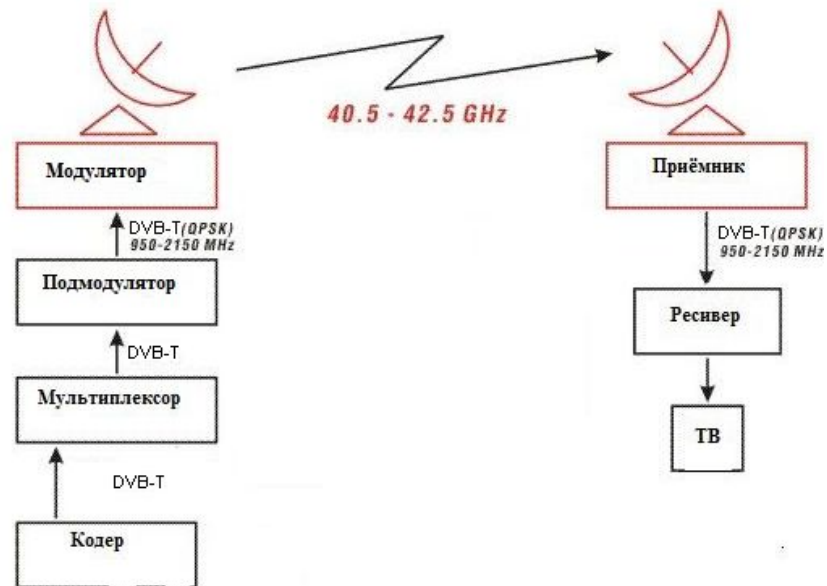 40.5 - 42.5 GHz
Модулятор
DVB-T(QPSK)
950-2150 MHz
Подмодулятор
DVB-T
Мультиплексор
DVB-T
Кодер
Приёмник
DVB-T(QPSK)
950-2150 MHz
Ресивер
ТВ